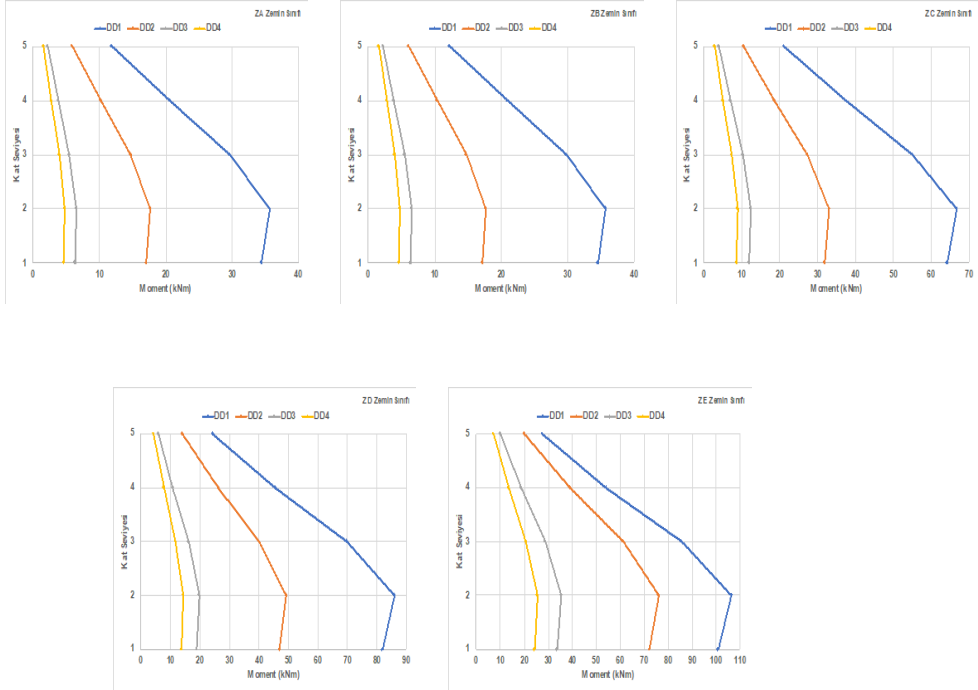 ZA Zemin Sınıfı
DD1 DD2 DD3 DD4
5
4
3
2
1
Kat Seviyesi
0 10 20 30 40
Moment (kNm)
ZB Zemin Sınıfı
DD1 DD2 DD3 DD4
5
4
3
2
1
Kat Seviyesi
0 10 20 30 40
Moment (kNm)
ZC Zemin Sınıfı
DD1 DD2 DD3 DD4
5
4
3
2
1
Kat Seviyesi
0 10 20 30 40 50 60 70
Moment (kNm)
ZD Zemin Sınıfı
DD1 DD2 DD3 DD4
5
4
3
2
1
Kat Seviyesi
0 10 20 30 40 50 60 70 80 90
Moment (kNm)
ZE Zemin Sınıfı
DD1 DD2 DD3 DD4
5
4
3
2
1
Kat Seviyesi
0 10 20 30 40 50 60 70 80 90 100 110
Moment (kNm)